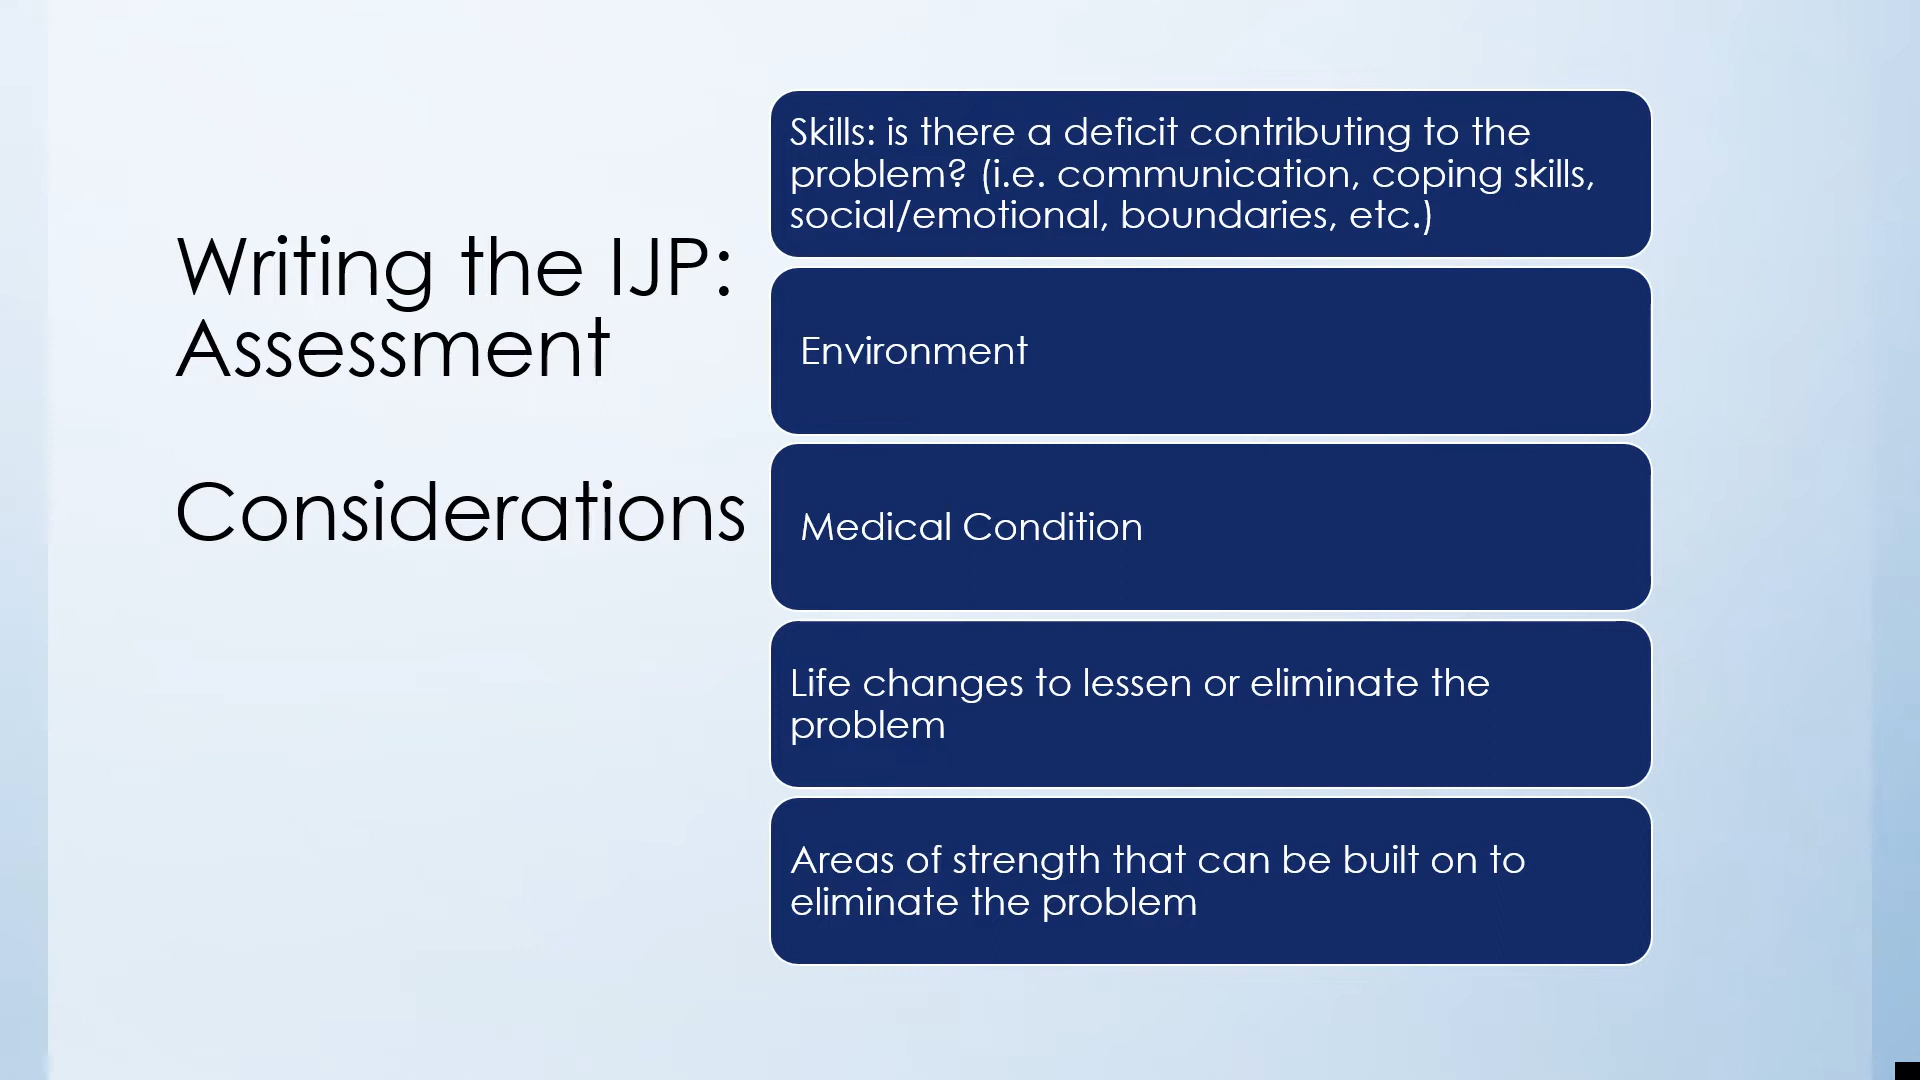 Writing the IJP:
Assessment
Considerations
Skills: is there a deficit contributing to the
problem? (i.e. communication, coping skills,
social/emotional, boundaries, etc.)
Environment
Medical Condition
Life changes to lessen or eliminate the
problem
Areas of strength that can be built on to
eliminate the problem